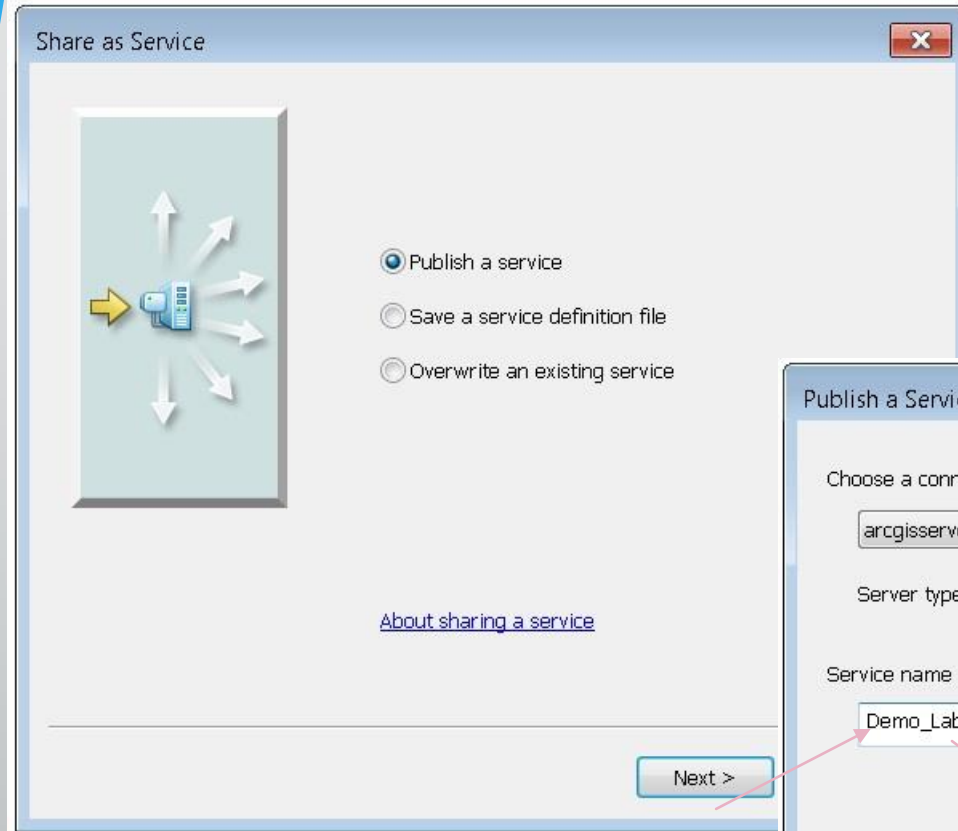 Share as Service
Publish a service
Save a service definition file
Overwrite an existing service
About sharing a service
Next >
Publish a
Choose a
Server type
Service name